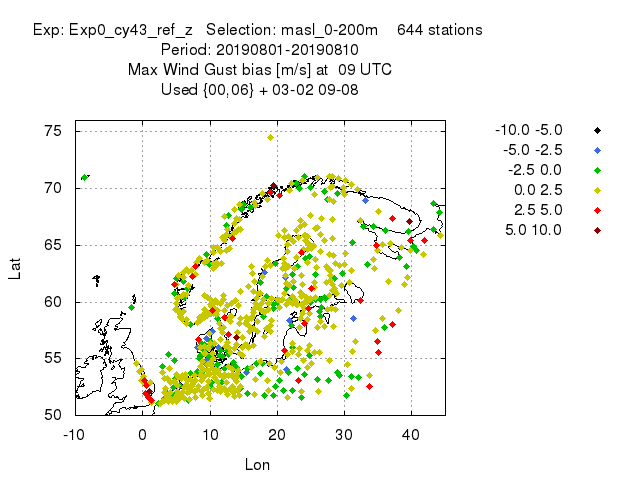 Exp: Exp0_cy43_ref_z Selection: masl_0-200m 644 stations
Period: 20190801-20190810
Max Wind Gust bias [m/s] at 09 UTC
Used {00,06} + 03-02 09-08
75
70
65
60
55
50
-10 0 10 20 30 40
Lat
Lon
-10.0 -5.0
-5.0 -2.5
-2.5 0.0
0.0 2.5
2.5 5.0
5.0 10.0